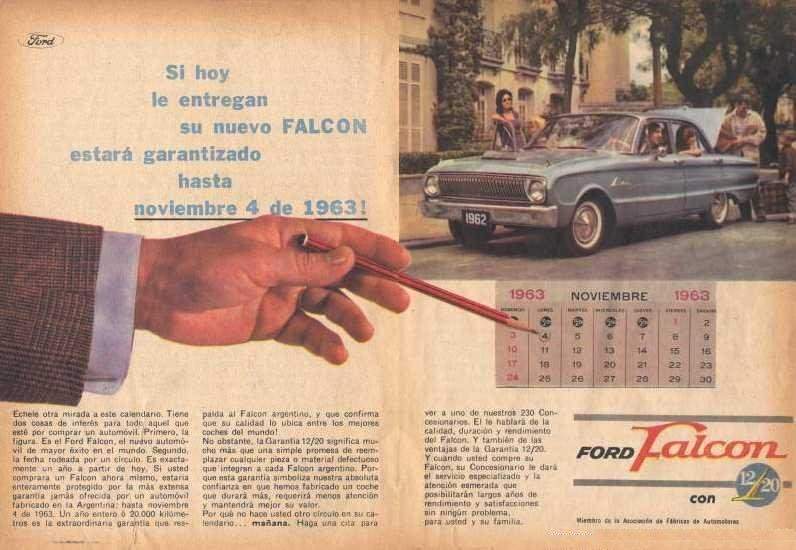 Ford
Si hoy
le entregan
su nuevo FALCON
estará garantizado
hasta
noviembre 4 de 1963!
1962
1963 NOVIEMBRE 1963
DOMINGO LUNES MARTES MIERCOLES JUEVES VIERNES SABADO
1 2
3 4 5 6 7 8 9
10 11 12 13 14 15 16
17 18 19 20 21 22 23
24 25 26 27 28 29 30
Échele otra mirada a este calendario. Tiene
dos cosas de interés para todo aquel que
esté por comprar un automóvil. ¡Primero, la
figura. Es el Ford Falcon, el nuevo automó-
vil de mayor éxito en el mundo. Segundo,
la fecha rodeada por un círculo. Es exacta-
mente un año a partir de hoy. Si usted
comprara un Falcon ahora mismo, estaría
enteramente protegido por la más extensa
garantía jamás ofrecida por un automóvil
fabricado en la Argentina: hasta noviembre
4 de 1963. Un año entero ó 20.000 kilóme-
tros es la extraordinaria garantía que res-
palda al Falcon argentino, y que confirma
que su calidad lo ubica entre los mejores
coches del mundo!
No obstante, la Garantía 12/20 significa mu-
cho más que una simple promesa de reem-
plazar cualquier pieza o material defectuoso
que integran a cada Falcon argentino. Por-
que esta garantía simboliza nuestra absoluta
confianza en que hemos fabricado un coche
que durará más, requerirá menos atención
y mantendrá mejor su valor.
Por qué no hace usted otro círculo en su ca-
lendario... mañana. Haga una cita para
ver a uno de nuestros 230 Con-
cesionarios. El le hablará de la
calidad, duración y rendimiento
del Falcon. Y también de las
ventajas de la Garantía 12/20.
Y cuando usted compre su
Falcon, su Concesionario le dará
el servicio especializado y la
atención esmerada que
posibilitarán largos años de
rendimiento y satisfacciones
sin ningún problema,
para usted y su familia.
FORD Falcon
con 12/20
Miembro de la Asociación de Fábricas de Automotores